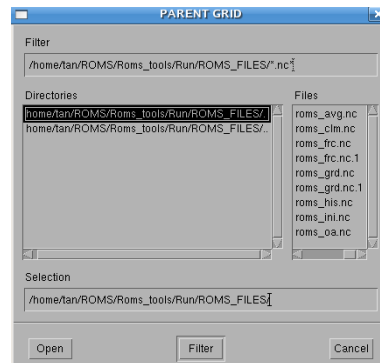 PARENT GRID
Filter
/home/tan/ROMS/Roms_tools/Run/ROMS_FILES/*.nc*
Directories
Files
home/tan/ROMS/Roms_tools/Run/ROMS_FILES/.
home/tan/ROMS/Roms_tools/Run/ROMS_FILES/..
roms_avg.nc
roms_clm.nc
roms_frc.nc
roms_frc.nc.1
roms_grd.nc
roms_grd.nc.1
roms_his.nc
roms_ini.nc
roms_oa.nc
Selection
/home/tan/ROMS/Roms_tools/Run/ROMS_FILES/
Open
Filter
Cancel